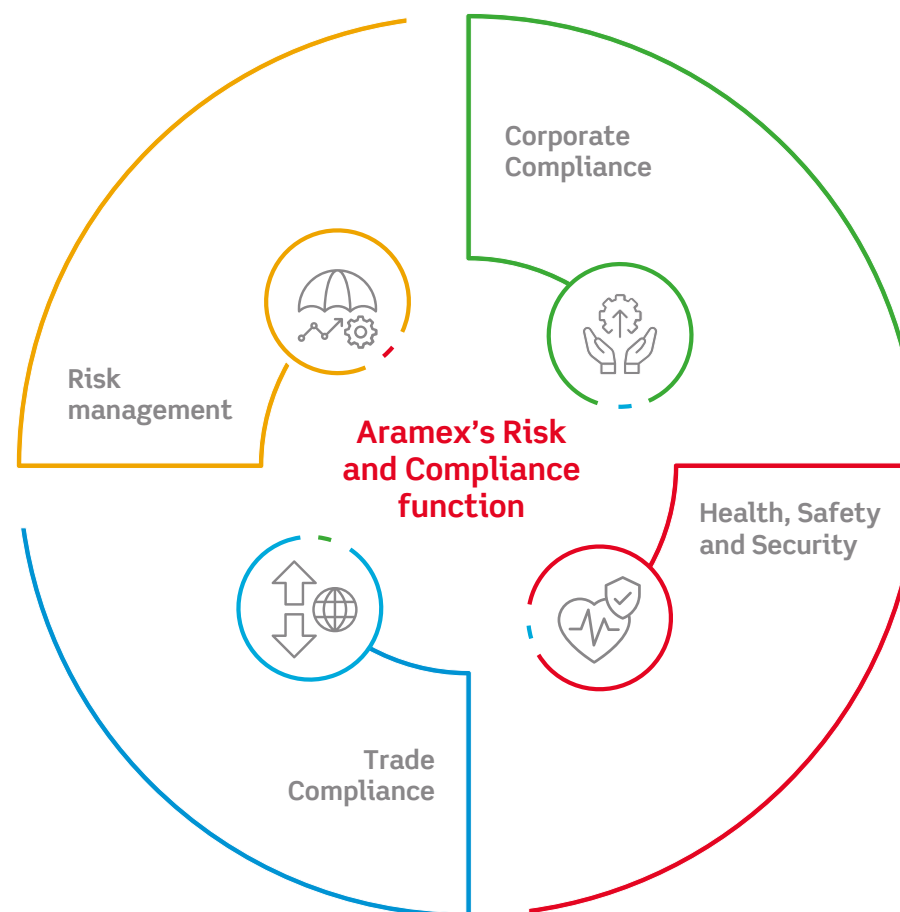 Corporate
Compliance
Risk
management
Aramex's Risk
and Compliance
function
Health, Safety
and Security
Trade
Compliance